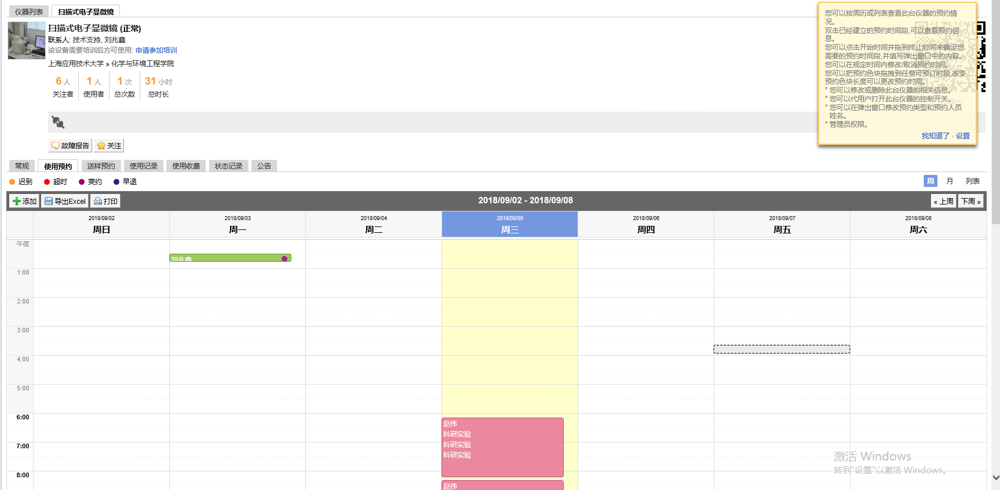 仪器列表 扫描式电子显微镜
扫描式电子显微镜 (正常)
联系人: 技术支持, 刘兆鑫
该设备需要培训后方可使用: 申请参加培训
上海应用技术大学 » 化学与环境工程学院
6 人 1 人 1 次 31 小时
关注者 使用者 总次数 总时长
您可以按周历或列表查看此台仪器的预约情
况。
双击已经建立的预约时间段,可以查看预约信
息。
您可以点击开始时间并拖到终止时间来确定您
需要的预约时间段,并填写弹出窗口中的内容。
您可以在规定时间内修改/取消预约时间。
您可以把预约色块拖拽到任意可预订时段,改变
预约色块长度可以更改预约时间。
* 您可以修改或删除此台仪器的相关信息。
* 您可以代用户打开此台仪器的控制开关。
* 您可以在弹出窗口修改预约类型和预约人员
姓名。
* 管理员权限。
我知道了 • 设置
故障报告 关注
常规 使用预约 送样预约 使用记录 使用收费 状态记录 公告
迟到 超时 爽约 早退
周 月 列表
添加 导出Excel 打印 2018/09/02 - 2018/09/08 « 上周 下周 »
2018/09/02 2018/09/03 2018/09/04 2018/09/05 2018/09/06 2018/09/07 2018/09/08
周日 周一 周二 周三 周四 周五 周六
午夜
刘兆鑫
1:00
2:00
3:00
4:00
5:00
6:00
赵伟
科研实验
7:00
科研实验
科研实验
8:00
赵伟
激活 Windows
转到“设置”以激活 Windows。